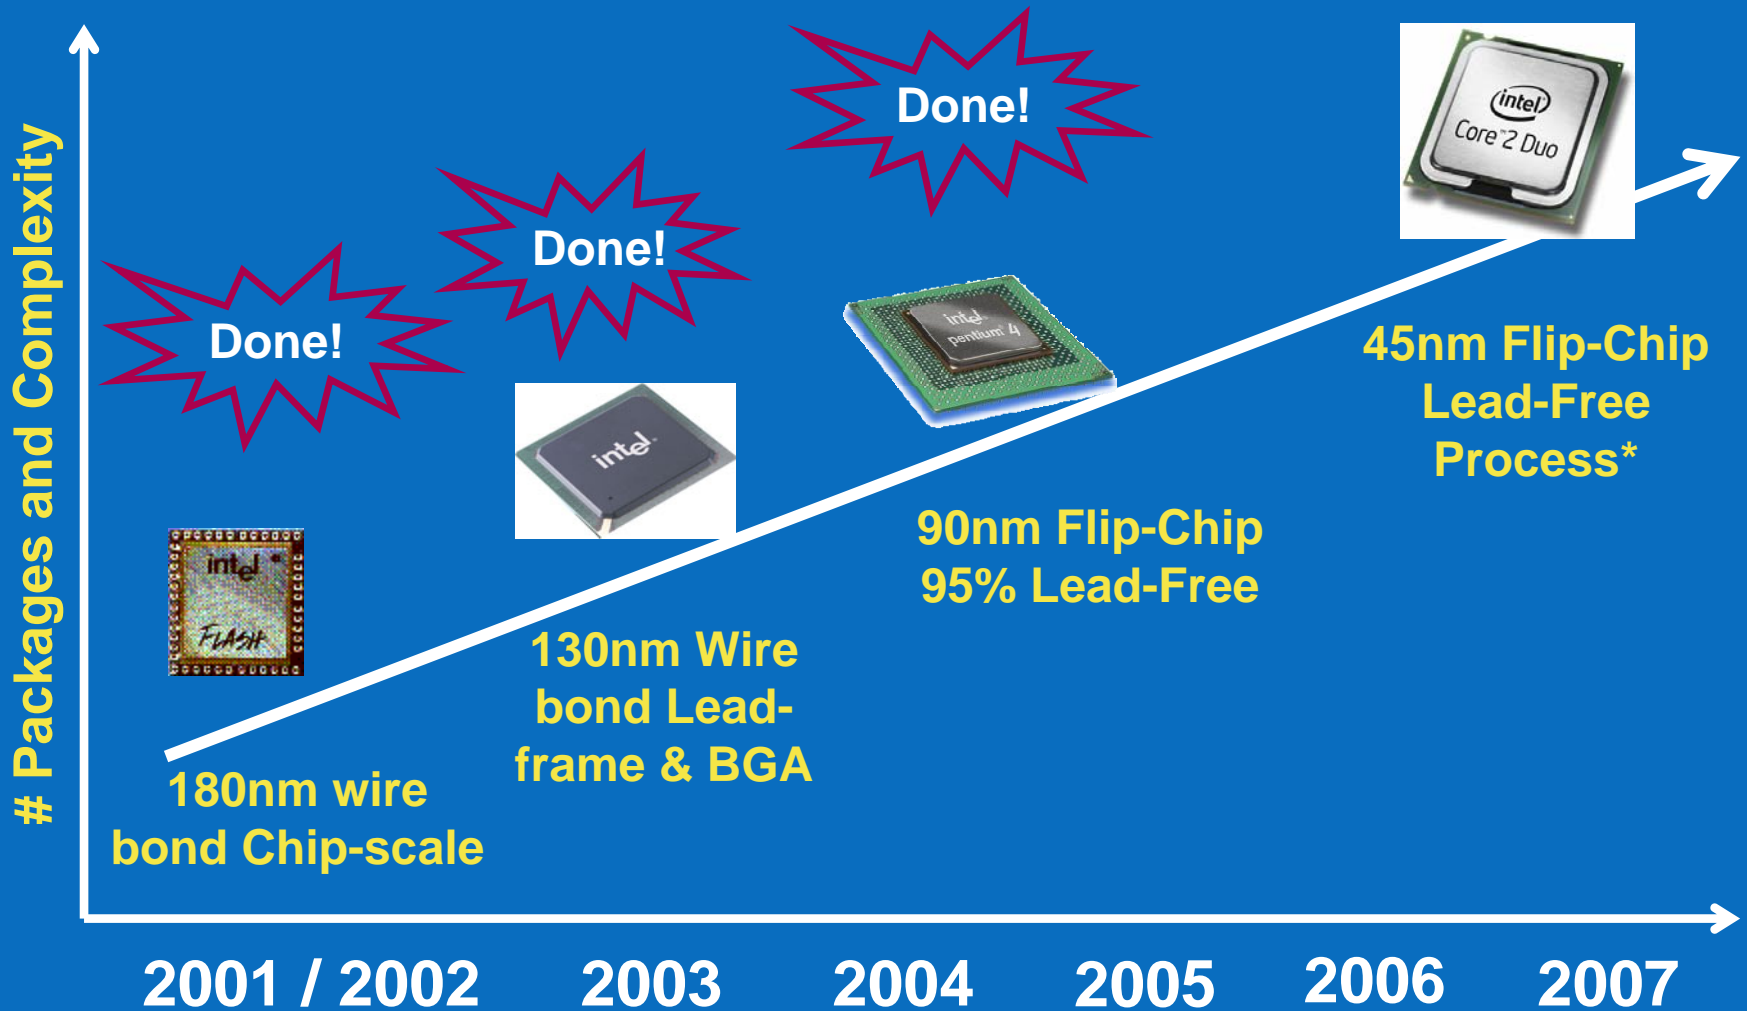 # Packages and Complexity
Done!
Done!
Done!
intel
FLASH
intel
intel
pentium 4
intel
Core™2 Duo
180nm wire
bond Chip-scale
130nm Wire
bond Lead-
frame & BGA
90nm Flip-Chip
95% Lead-Free
45nm Flip-Chip
Lead-Free
Process*
2001 / 2002
2003
2004
2005
2006
2007